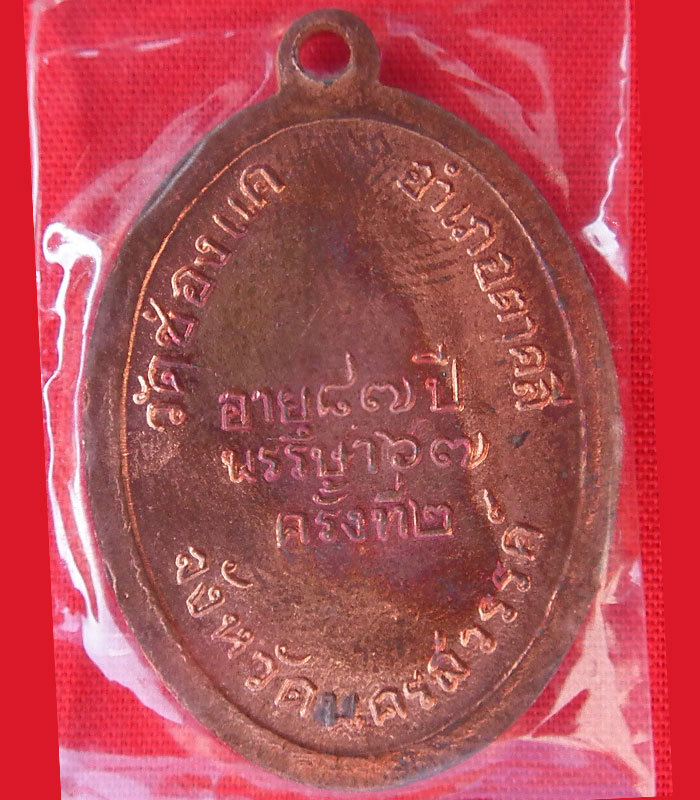 วัดช่องแค
อำเภอตาคลี
อายุ๘๗ปี
พรรษา๖๗
ครั้งที่๒
จังหวัดนครสวรรค์